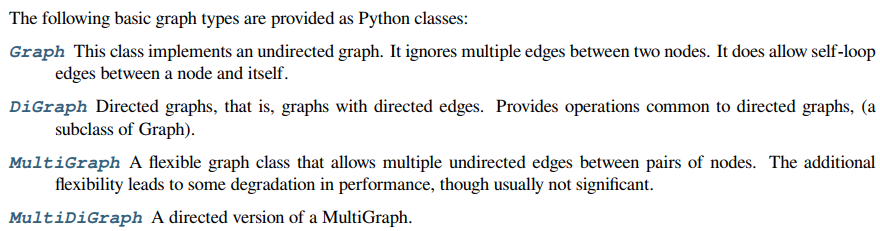 The following basic graph types are provided as Python classes:
Graph This class implements an undirected graph. It ignores multiple edges between two nodes. It does allow self-loop
edges between a node and itself.
DiGraph Directed graphs, that is, graphs with directed edges. Provides operations common to directed graphs, (a
subclass of Graph).
MultiGraph A flexible graph class that allows multiple undirected edges between pairs of nodes. The additional
flexibility leads to some degradation in performance, though usually not significant.
MultiDiGraph A directed version of a MultiGraph.